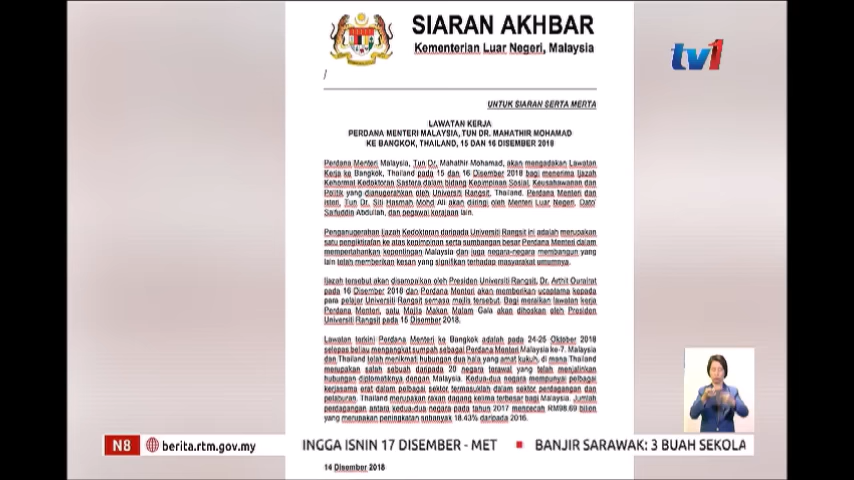 SIARAN AKHBAR
Kementerian Luar Negeri, Malaysia
tv1
UNTUK SIARAN SERTA MERTA
LAWATAN KERJA
PERDANA MENTERI MALAYSIA, TUN DR. MAHATHIR MOHAMAD
KE BANGKOK, THAILAND, 15 DAN 16 DISEMBER 2018
Perdana Menteri Malaysia, Tun Dr. Mahathir Mohamad, akan mengadakan Lawatan
Kerja ke Bangkok, Thailand pada 15 dan 16 Disember 2018 bagi menerima Ijazah
Kehormat Kedoktoran Sastera dalam bidang Kepimpinan Sosial, Keusahawanan dan
Politik yang dianugerahkan oleh Universiti Rangsit, Thailand. Perdana Menteri dan
isteri, Tun Dr. Siti Hasmah Mohd Ali akan diiringi oleh Menteri Luar Negeri, Dato'
Saifuddin Abdullah, dan pegawai kerajaan lain.
Penganugerahan Ijazah Kedoktoran daripada Universiti Rangsit ini adalah merupakan
satu pengiktirafan ke atas kepimpinan serta sumbangan besar Perdana Menteri dalam
mempertahankan kepentingan Malaysia dan juga negara-negara membangun yang
lain telah memberikan kesan yang signifikan terhadap masyarakat umumnya.
Ijazah tersebut akan disampaikan oleh Presiden Universiti Rangsit, Dr. Arthit Ourairat
pada 16 Disember 2018 dan Perdana Menteri akan memberikan ucaptama kepada
para pelajar Universiti Rangsit semasa majlis tersebut. Bagi meraikan lawatan kerja
Perdana Menteri, satu Majlis Makan Malam Gala akan dihoskan oleh Presiden
Universiti Rangsit pada 15 Disember 2018.
Lawatan terkini Perdana Menteri ke Bangkok adalah pada 24-25 Oktober 2018
selepas beliau mengangkat sumpah sebagai Perdana Menteri Malaysia ke-7. Malaysia
dan Thailand telah menikmati hubungan dua hala yang amat kukuh, di mana Thailand
merupakan salah sebuah daripada 20 negara terawal yang telah menjalinkan
hubungan diplomatiknya dengan Malaysia. Kedua-dua negara mempunyai pelbagai
kerjasama erat dalam pelbagai sektor termasuklah dalam sektor perdagangan dan
pelaburan. Thailand merupakan rakan dagang kelima terbesar bagi Malaysia. Jumlah
perdagangan antara kedua-dua negara pada tahun 2017 mencecah RM98.69 bilion
yang merupakan peningkatan sebanyak 18.43% daripada 2016.
N8 berita.rtm.gov.my INGGA ISNIN 17 DISEMBER - MET ■ BANJIR SARAWAK: 3 BUAH SEKOLA
14 Disember 2018